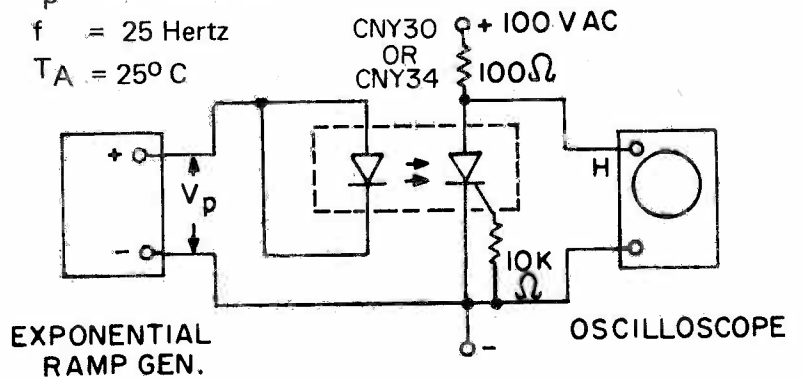 p
f = 25 Hertz
TA = 25° C
CNY30
OR
CNY34
+ 100 V AC
100Ω
+
Vp
-
H
10K
Ω
-
EXPONENTIAL
RAMP GEN.
OSCILLOSCOPE